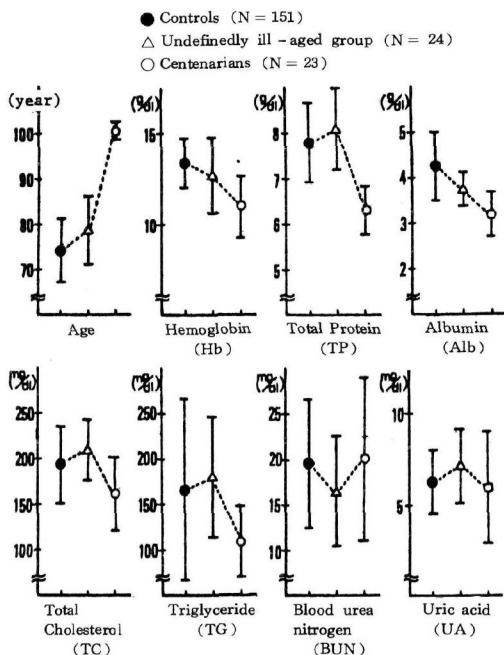 ● Controls (N = 151)
△ Undefinedly ill-aged group (N = 24)
○ Centenarians (N = 23)
(year)
100
90
80
70
Age
(g/dl)
15
10
Hemoglobin
(Hb)
(g/dl)
8
7
6
5
Total Protein
(TP)
(g/dl)
5
4
3
2
Albumin
(Alb)
(mg/dl)
250
200
150
100
Total
Cholesterol
(TC)
(mg/dl)
250
200
150
100
Triglyceride
(TG)
(mg/dl)
25
20
15
10
Blood urea
nitrogen
(BUN)
(mg/dl)
10
5
Uric acid
(UA)